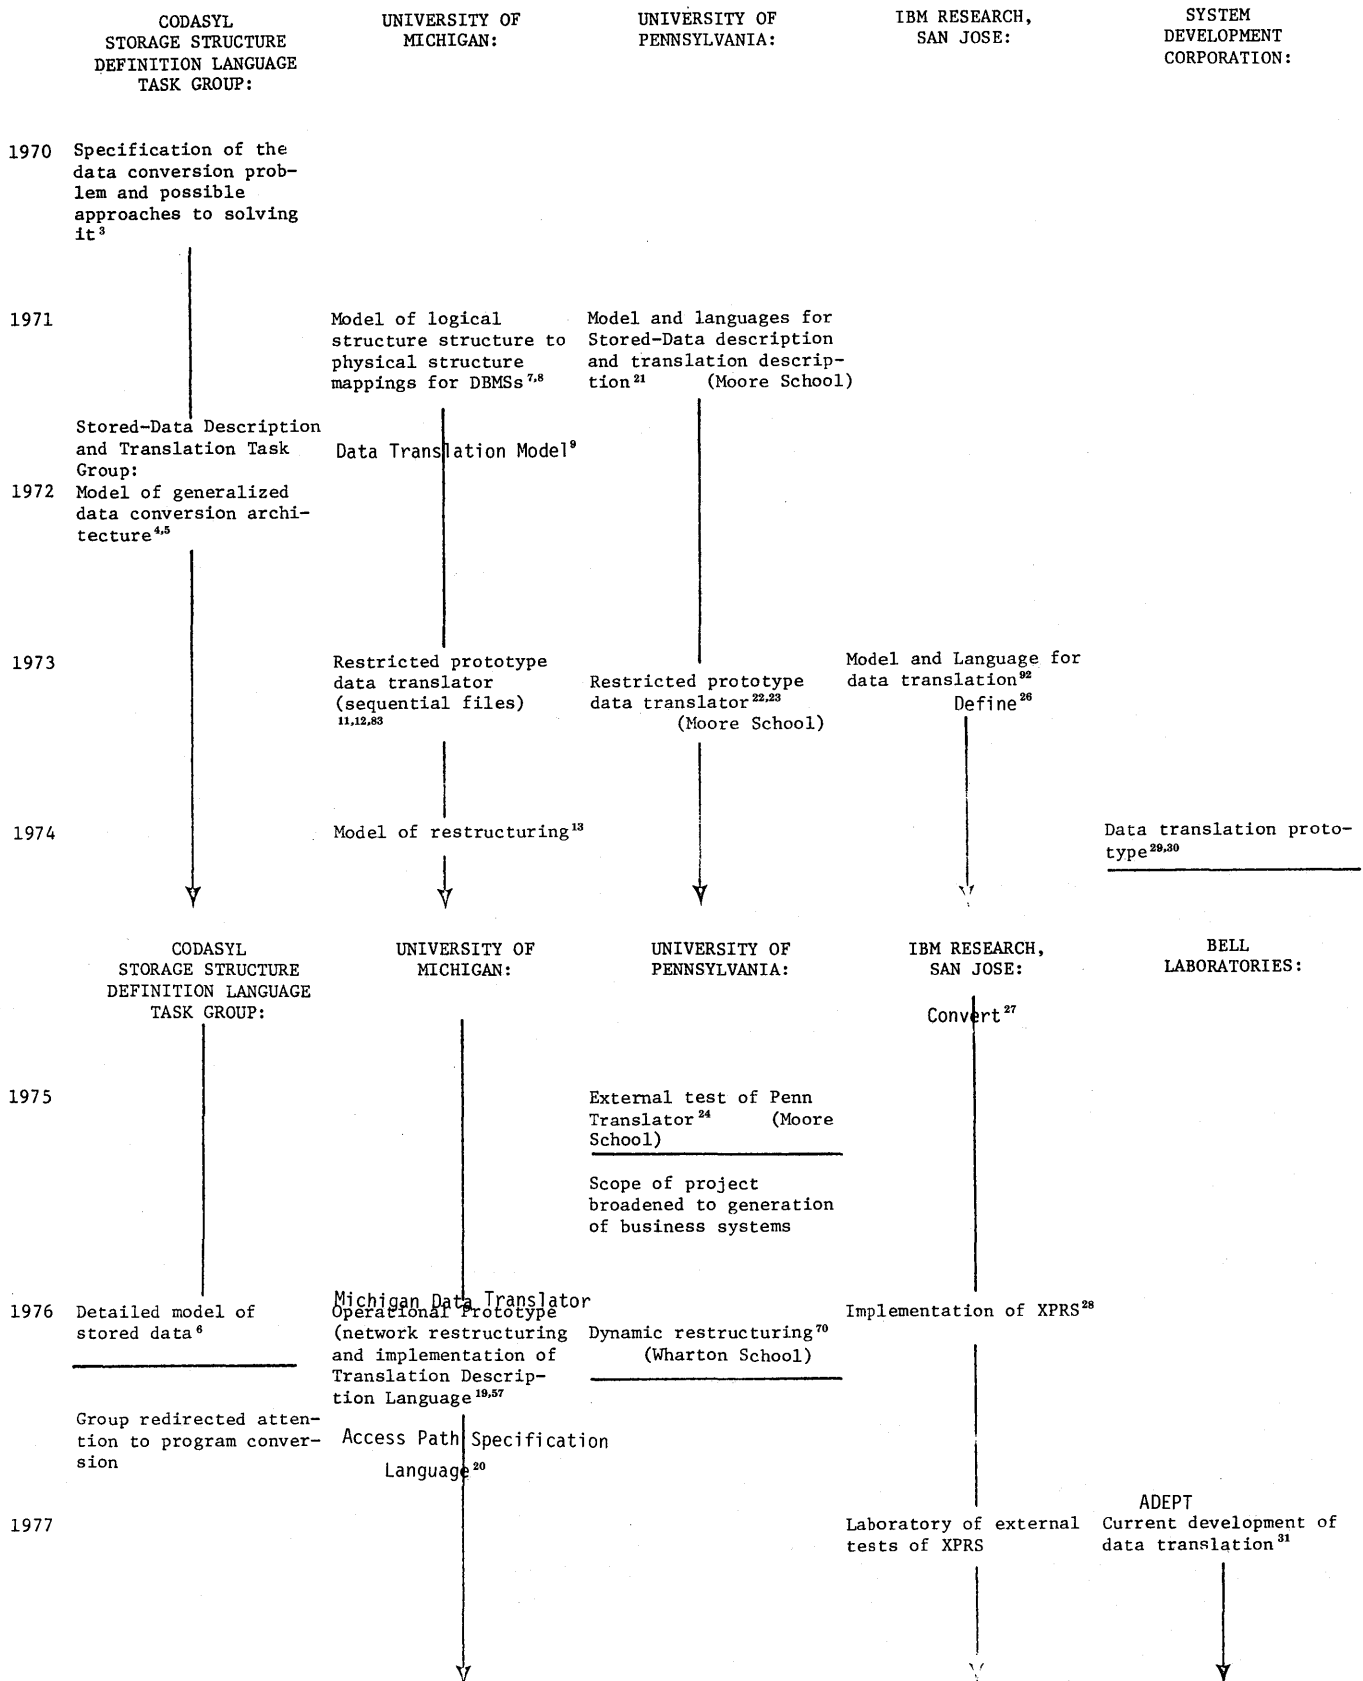 CODASYL
STORAGE STRUCTURE
DEFINITION LANGUAGE
TASK GROUP:
UNIVERSITY OF
MICHIGAN:
UNIVERSITY OF
PENNSYLVANIA:
IBM RESEARCH,
SAN JOSE:
SYSTEM
DEVELOPMENT
CORPORATION:
1970
Specification of the
data conversion prob-
lem and possible
approaches to solving
it³
1971
Model of logical
structure structure to
physical structure
mappings for DBMSs⁷,⁸
Model and languages for
Stored-Data description
and translation descrip-
tion²¹ (Moore School)
Stored-Data Description
and Translation Task
Group:
Data Translation Model⁹
1972
Model of generalized
data conversion archi-
tecture⁴,⁵
1973
Restricted prototype
data translator
(sequential files)
¹¹,¹²,⁸³
Restricted prototype
data translator²²,²³
(Moore School)
Model and Language for
data translation⁹²
Define²⁶
1974
Model of restructuring¹³
Data translation proto-
type²⁹,³⁰
CODASYL
STORAGE STRUCTURE
DEFINITION LANGUAGE
TASK GROUP:
UNIVERSITY OF
MICHIGAN:
UNIVERSITY OF
PENNSYLVANIA:
IBM RESEARCH,
SAN JOSE:
BELL
LABORATORIES:
Convert²⁷
1975
External test of Penn
Translator²⁴ (Moore
School)
Scope of project
broadened to generation
of business systems
1976
Detailed model of
stored data⁶
Michigan Data Translator
Operational Prototype
(network restructuring
and implementation of
Translation Descrip-
tion Language¹⁹,⁵⁷
Dynamic restructuring⁷⁰
(Wharton School)
Implementation of XPRS²⁸
Group redirected atten-
tion to program conver-
sion
Access Path Specification
Language²⁰
1977
Laboratory of external
tests of XPRS
ADEPT
Current development of
data translation³¹